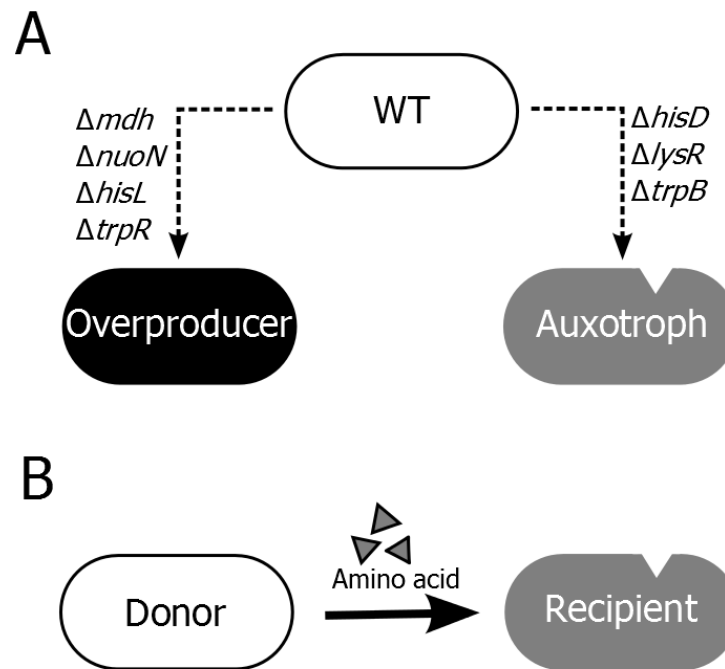 A
WT
Δmdh
ΔnuoN
ΔhisL
ΔtrpR
ΔhisD
ΔlysR
ΔtrpB
Overproducer
Auxotroph
B
Amino acid
Donor
Recipient